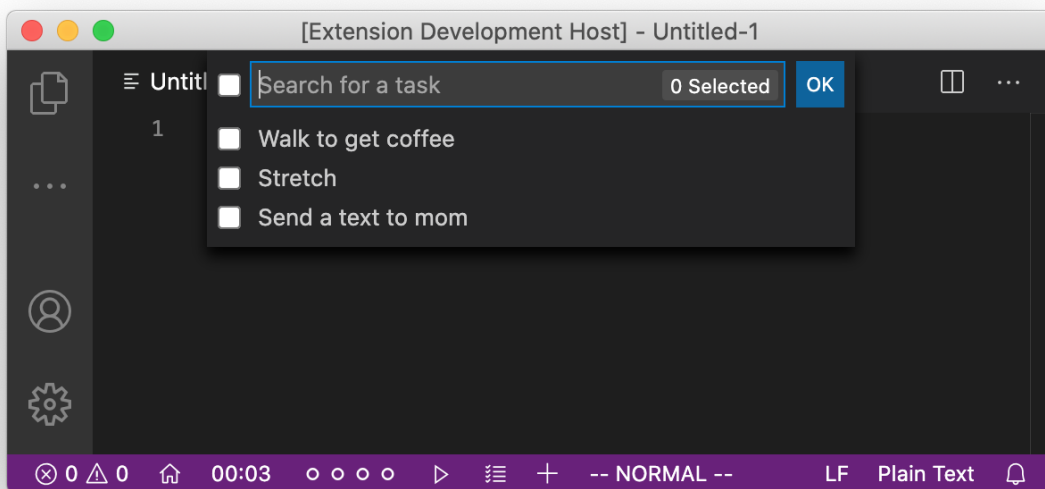 [Extension Development Host] - Untitled-1
Search for a task
0 Selected
OK
1
Walk to get coffee
Stretch
Send a text to mom
0 0 00:03 -- NORMAL -- LF Plain Text